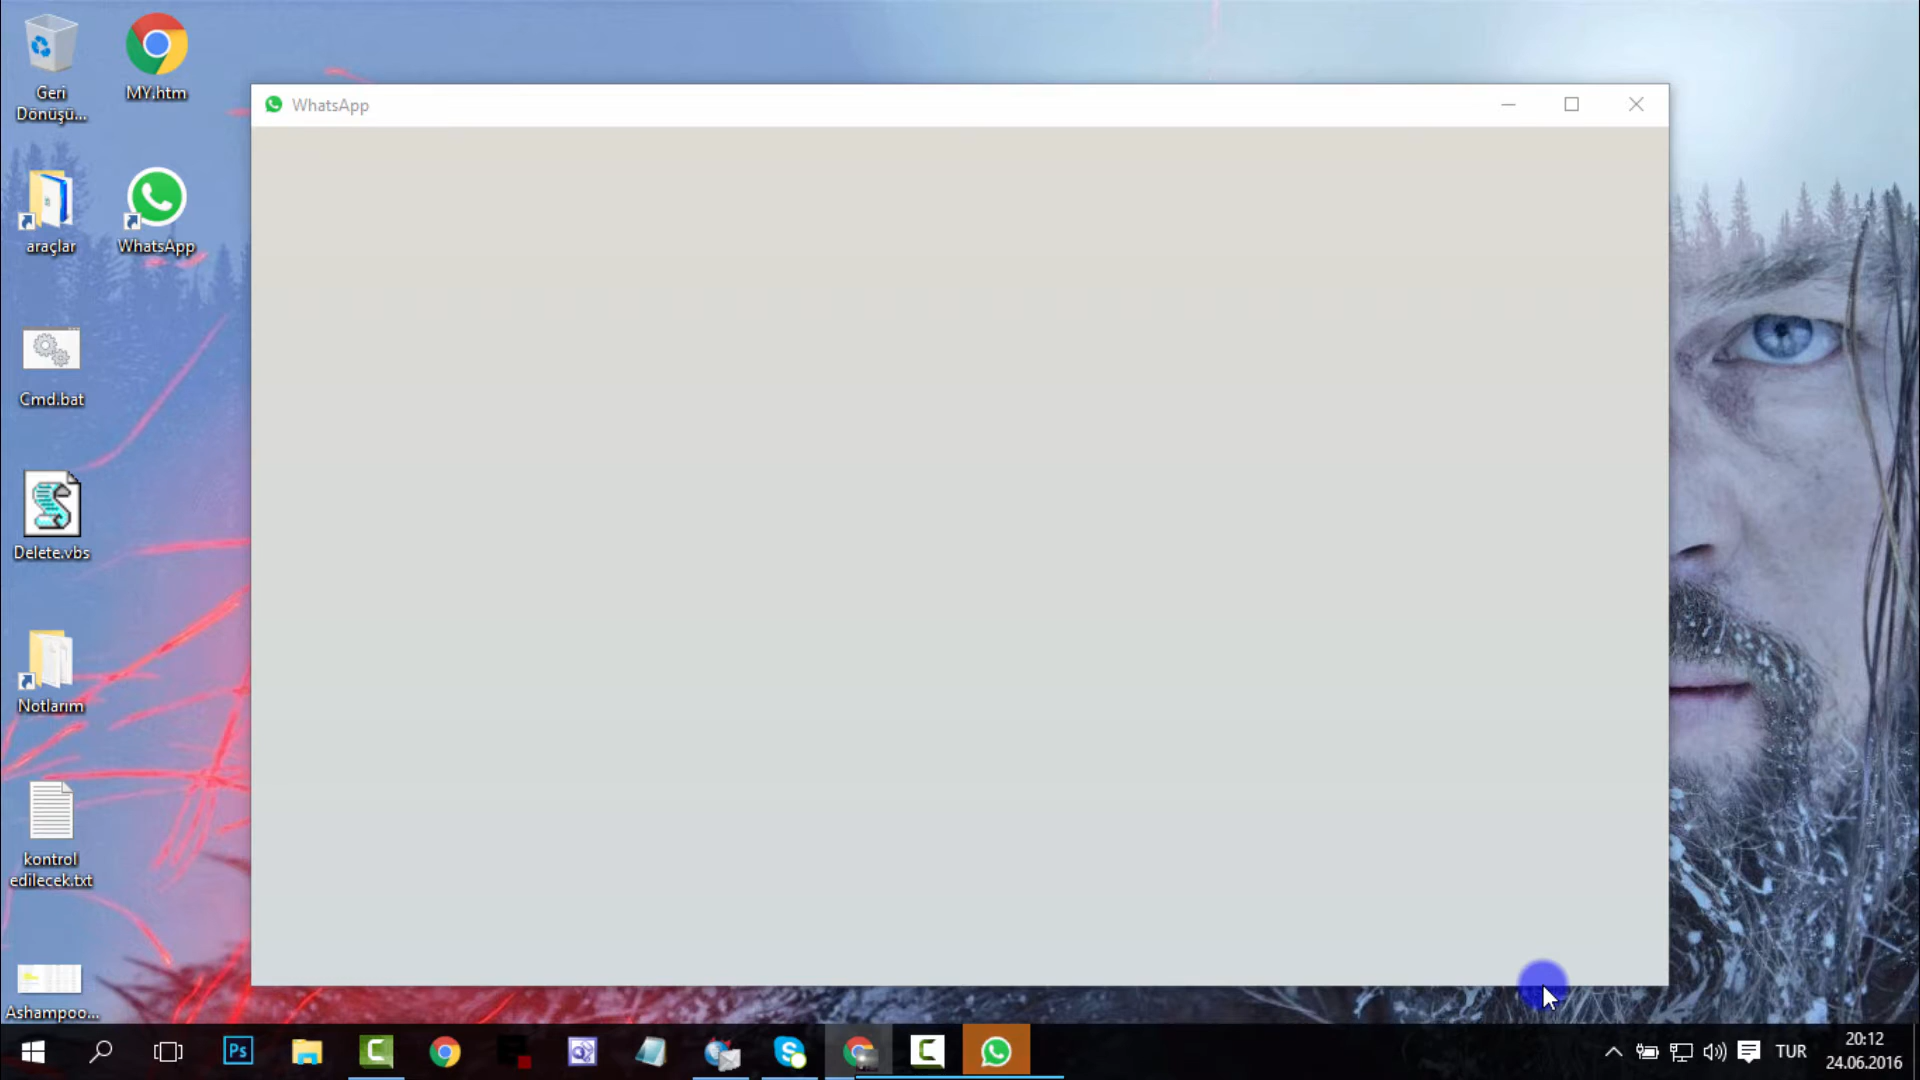 Geri
Dönüşü...
MY.htm
WhatsApp
araçlar
WhatsApp
Cmd.bat
Delete.vbs
Notlarım
kontrol
edilecek.txt
Ashampoo...
Ps
TUR
20:12
24.06.2016